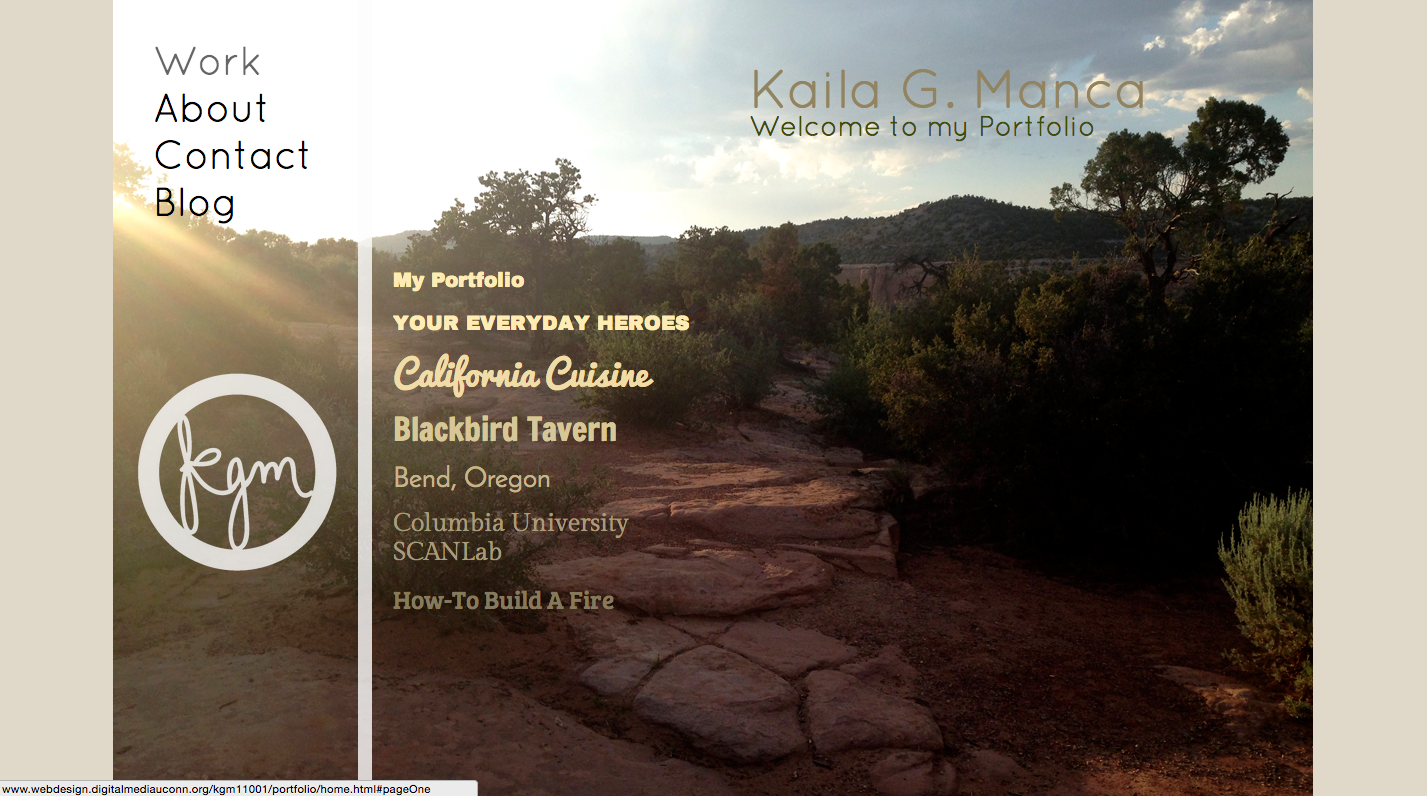 Work
About
Contact
Blog
Kaila G. Manca
Welcome to my Portfolio
My Portfolio
YOUR EVERYDAY HEROES
California Cuisine
Blackbird Tavern
Bend, Oregon
Columbia University
SCANLab
How-To Build A Fire
kgm
www.webdesign.digitalmediauconn.org/kgm11001/portfolio/home.html#pageOne